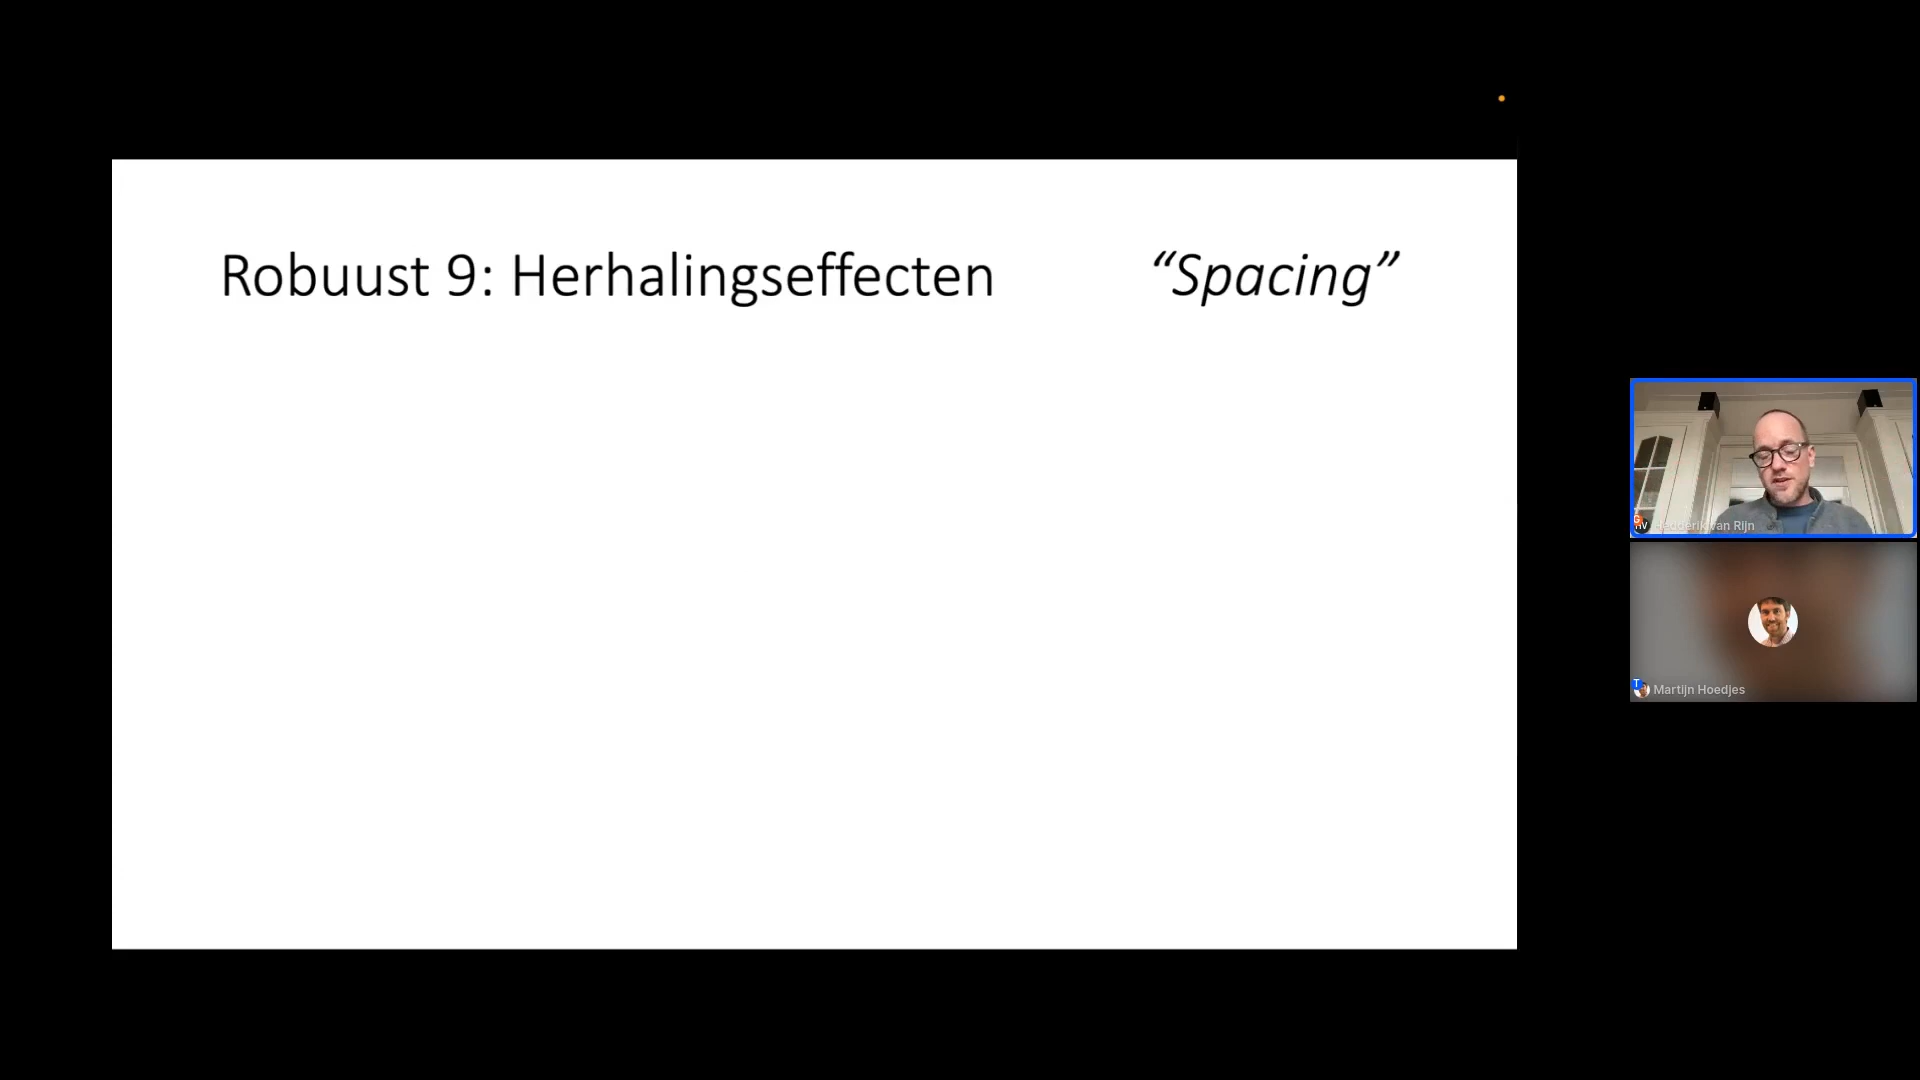 Robuust 9: Herhalingseffecten “Spacing”
Hedderik van Rijn
Martijn Hoedjes
T